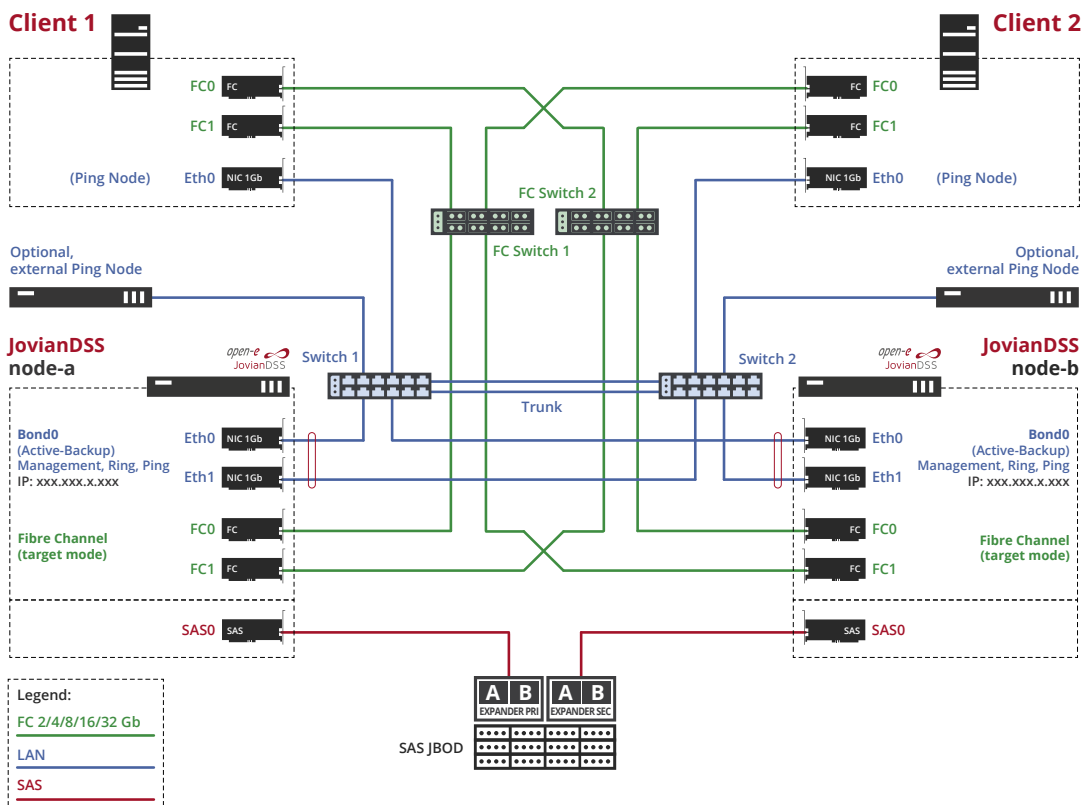 Client 1
Client 2
FC0 FC
FC FC0
FC1 FC
FC FC1
(Ping Node) Eth0 NIC 1Gb
NIC 1Gb Eth0 (Ping Node)
FC Switch 2
FC Switch 1
Optional,
external Ping Node
Optional,
external Ping Node
JovianDSS
node-a
open-e
JovianDSS
Switch 1
Switch 2
open-e
JovianDSS
JovianDSS
node-b
Trunk
Bond0
(Active-Backup)
Management, Ring, Ping
IP: xxx.xxx.x.xxx
Eth0 NIC 1Gb
Eth1 NIC 1Gb
NIC 1Gb Eth0
NIC 1Gb Eth1
Bond0
(Active-Backup)
Management, Ring, Ping
IP: xxx.xxx.x.xxx
Fibre Channel
(target mode)
FC0 FC
FC1 FC
FC FC0
FC FC1
Fibre Channel
(target mode)
SAS0 SAS
SAS SAS0
A B
EXPANDER PRI
A B
EXPANDER SEC
SAS JBOD
Legend:
FC 2/4/8/16/32 Gb
LAN
SAS